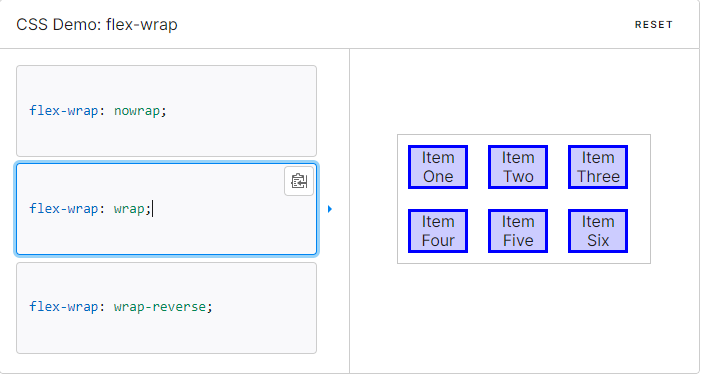 CSS Demo: flex-wrap
RESET
flex-wrap: nowrap;
flex-wrap: wrap;
flex-wrap: wrap-reverse;
Item
One
Item
Two
Item
Three
Item
Four
Item
Five
Item
Six